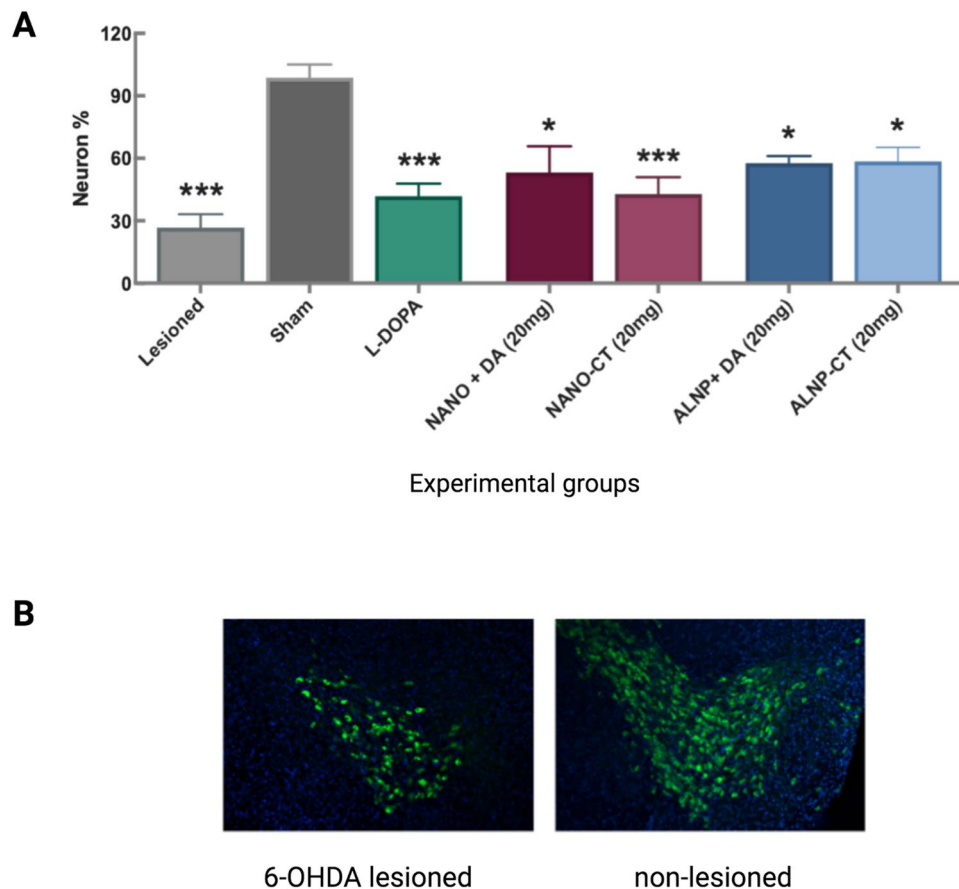 A
Neuron %
120
90
60
30
0
***
***
*
***
*
*
Lesioned
Sham
L-DOPA
NANO + DA (20mg)
NANO-CT (20mg)
ALNP+ DA (20mg)
ALNP-CT (20mg)
Experimental groups
B
6-OHDA lesioned
non-lesioned